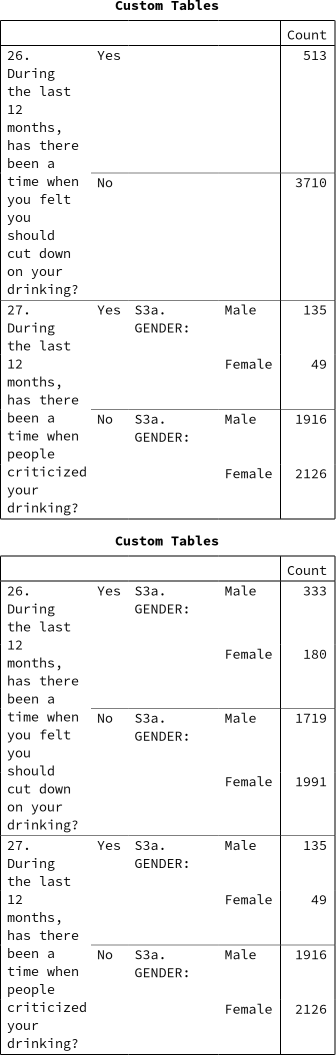 Custom Tables
Count
26. Yes 513
During
the last
12
months,
has there
been a
time when No 3710
you felt
you
should
cut down
on your
drinking?
27. Yes S3a. Male 135
During GENDER:
the last
12 Female 49
months,
has there
been a No S3a. Male 1916
time when GENDER:
people
criticized Female 2126
your
drinking?
Custom Tables
Count
26. Yes S3a. Male 333
During GENDER:
the last
12
months, Female 180
has there
been a
time when No S3a. Male 1719
you felt GENDER:
you
should
cut down Female 1991
on your
drinking?
27. Yes S3a. Male 135
During GENDER:
the last
12 Female 49
months,
has there
been a No S3a. Male 1916
time when GENDER:
people
criticized Female 2126
your
drinking?